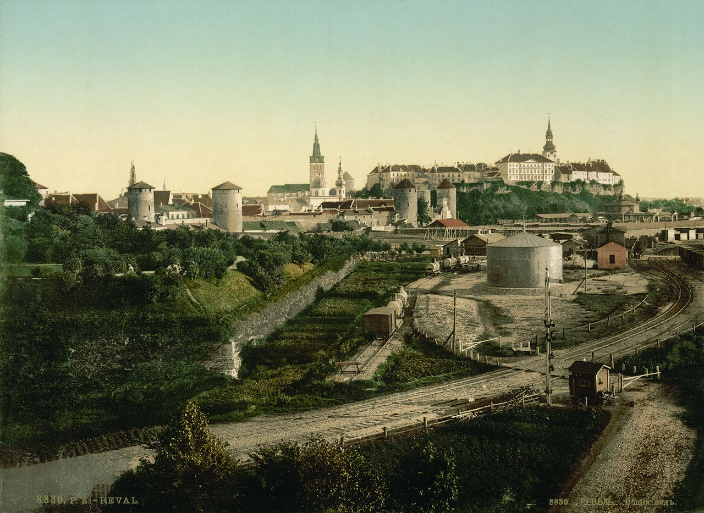 8830. P. Z. - REVAL.
8830. РЕВЕЛЬ. Общій видъ.